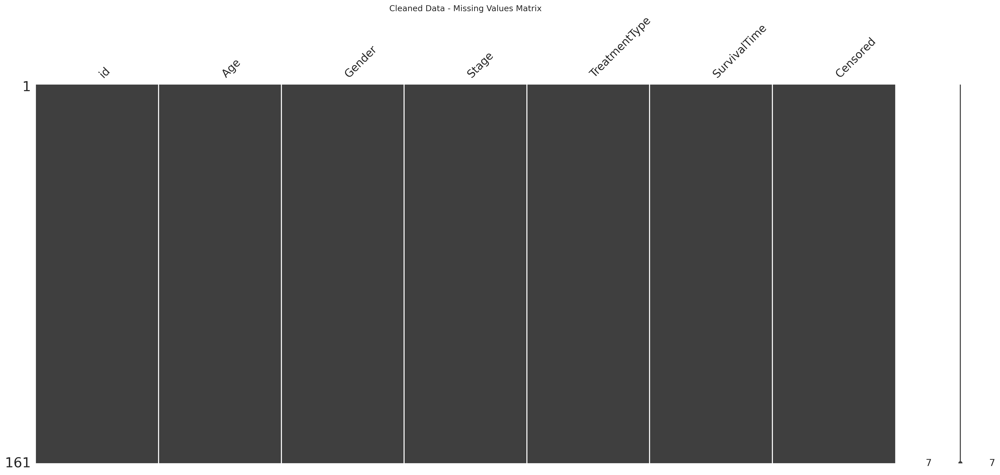 Cleaned Data - Missing Values Matrix
id
Age
Gender
Stage
TreatmentType
SurvivalTime
Censored
1
161
7
7